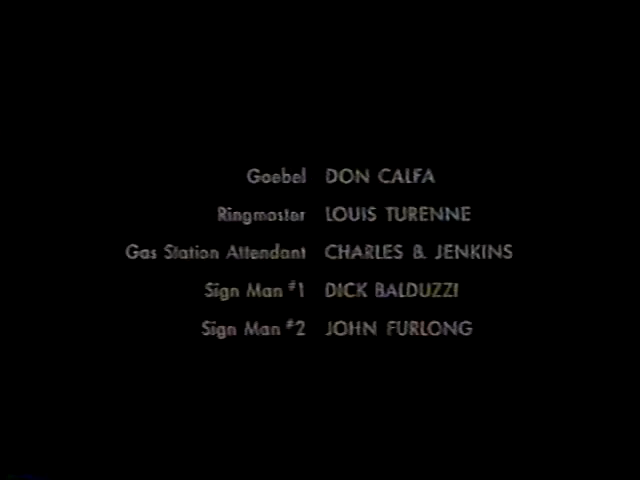 Goebel DON CALFA
Ringmaster LOUIS TURENNE
Gas Station Attendant CHARLES B. JENKINS
Sign Man #1 DICK BALDUZZI
Sign Man #2 JOHN FURLONG